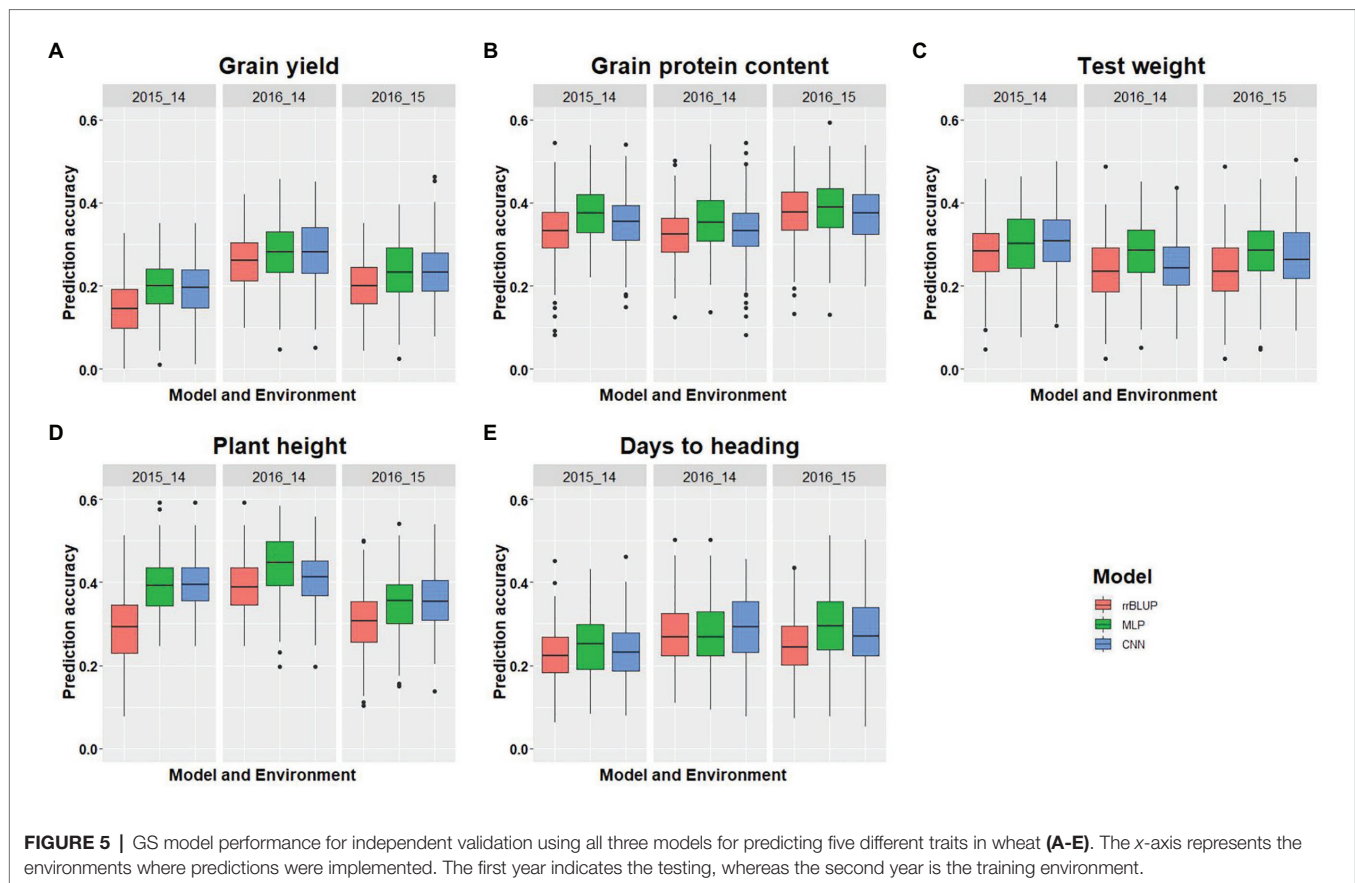 A
Grain yield
2015_14 2016_14 2016_15
Prediction accuracy
0.6
0.4
0.2
0.0
Model and Environment
B
Grain protein content
2015_14 2016_14 2016_15
Prediction accuracy
0.6
0.4
0.2
0.0
Model and Environment
C
Test weight
2015_14 2016_14 2016_15
Prediction accuracy
0.6
0.4
0.2
0.0
Model and Environment
D
Plant height
2015_14 2016_14 2016_15
Prediction accuracy
0.6
0.4
0.2
0.0
Model and Environment
E
Days to heading
2015_14 2016_14 2016_15
Prediction accuracy
0.6
0.4
0.2
0.0
Model and Environment
Model
rrBLUP
MLP
CNN
FIGURE 5 | GS model performance for independent validation using all three models for predicting five different traits in wheat (A-E). The x-axis represents the
environments where predictions were implemented. The first year indicates the testing, whereas the second year is the training environment.